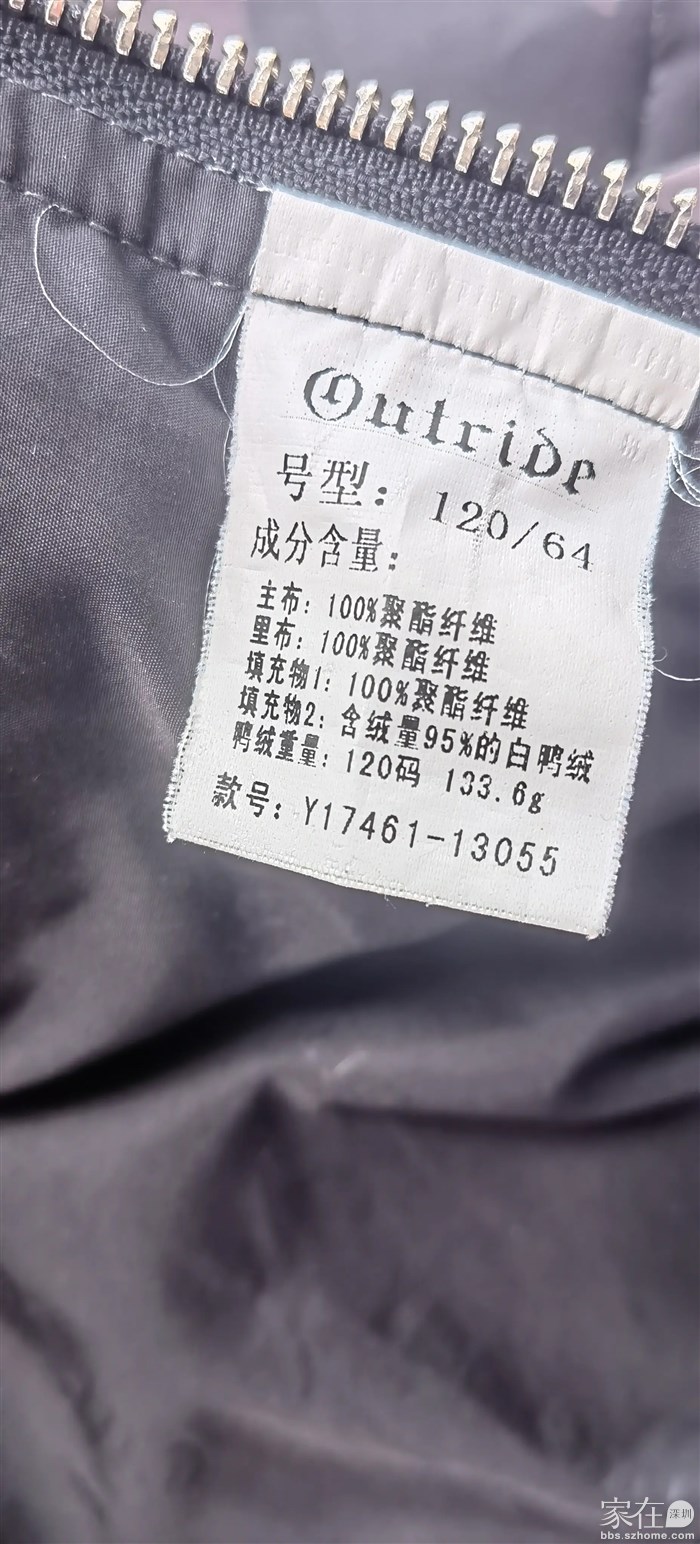 Outride
号型：120/64
成分含量：
主布：100%聚酯纤维
里布：100%聚酯纤维
填充物1：100%聚酯纤维
填充物2：含绒量95%的白鸭绒
鸭绒重量：120码 133.6g
款号：Y17461-13055
家在深圳
bbs.szhome.com